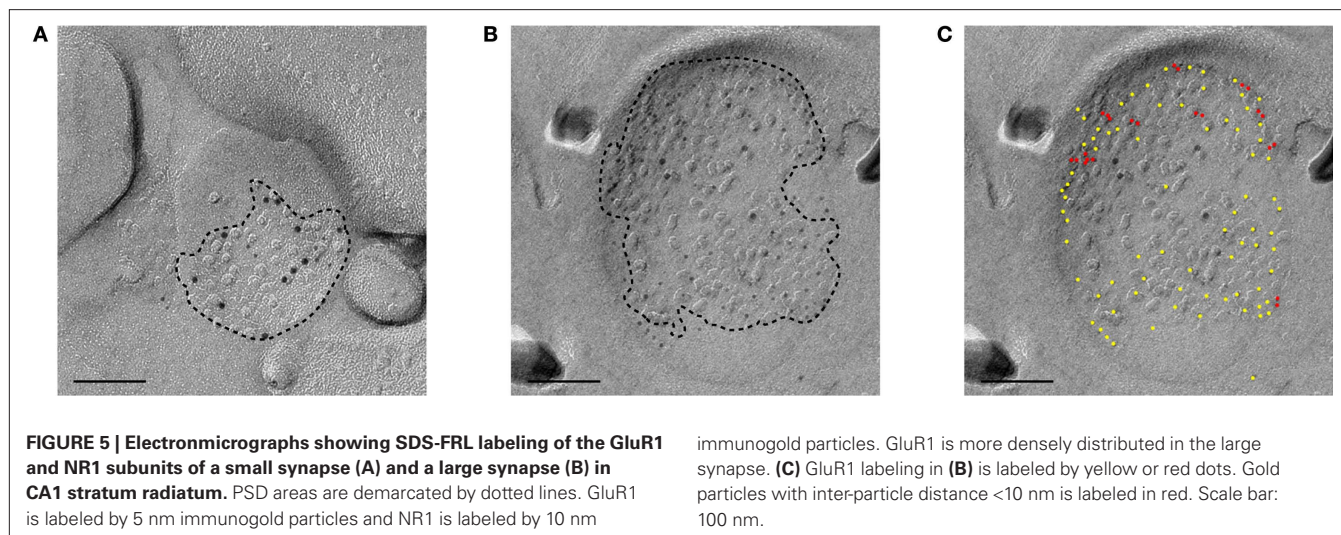 A
B
C
FIGURE 5 | Electronmicrographs showing SDS-FRL labeling of the GluR1
and NR1 subunits of a small synapse (A) and a large synapse (B) in
CA1 stratum radiatum. PSD areas are demarcated by dotted lines. GluR1
is labeled by 5 nm immunogold particles and NR1 is labeled by 10 nm
immunogold particles. GluR1 is more densely distributed in the large
synapse. (C) GluR1 labeling in (B) is labeled by yellow or red dots. Gold
particles with inter-particle distance <10 nm is labeled in red. Scale bar:
100 nm.